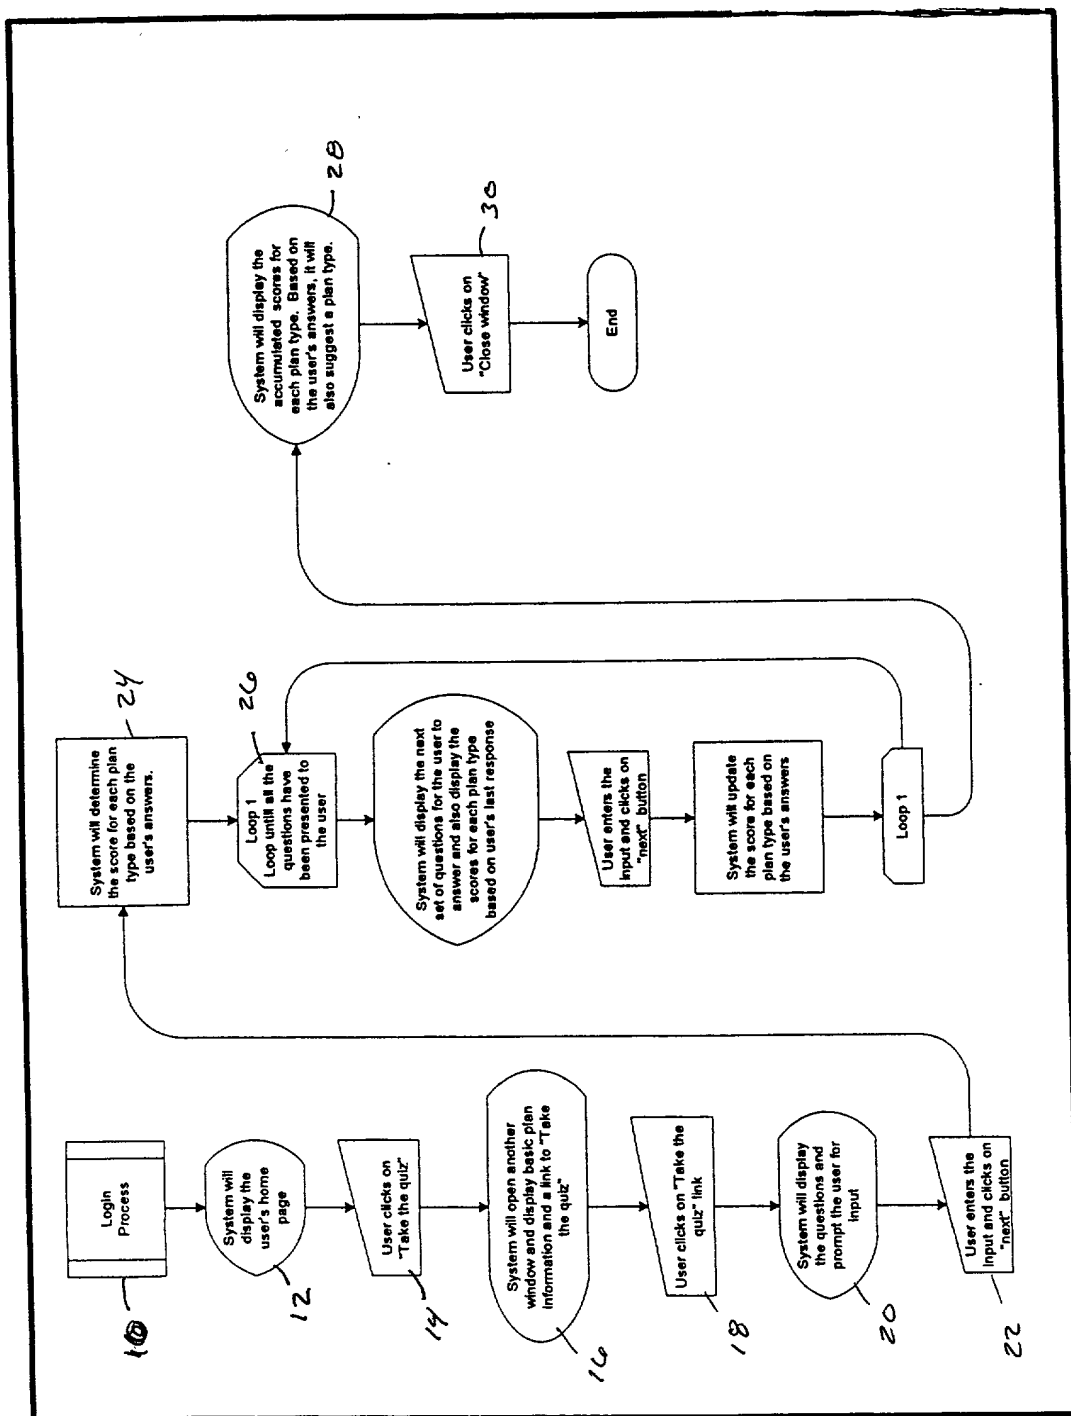 Login
Process
10
System will
display the
user's home
page
12
User clicks on
"Take the quiz"
14
System will open another
window and display basic plan
information and a link to "Take
the quiz"
16
User clicks on "Take the
quiz" link
18
System will display
the questions and
prompt the user for
input
20
User enters the
input and clicks on
"next" button
22
System will determine
the score for each plan
type based on the
user's answers.
24
Loop 1
Loop untill all the
questions have
been presented to
the user
26
System will display the next
set of questions for the user to
answer and also display the
scores for each plan type
based on user's last response
User enters the
input and clicks on
"next" button
System will update
the score for each
plan type based on
the user's answers
Loop 1
System will display the
accumulated scores for
each plan type. Based on
the user's answers, it will
also suggest a plan type.
28
User clicks on
"Close window"
30
End